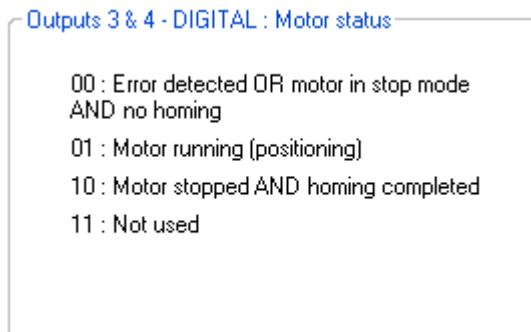 Outputs 3 & 4 - DIGITAL : Motor status
00 : Error detected OR motor in stop mode
AND no homing
01 : Motor running (positioning)
10 : Motor stopped AND homing completed
11 : Not used